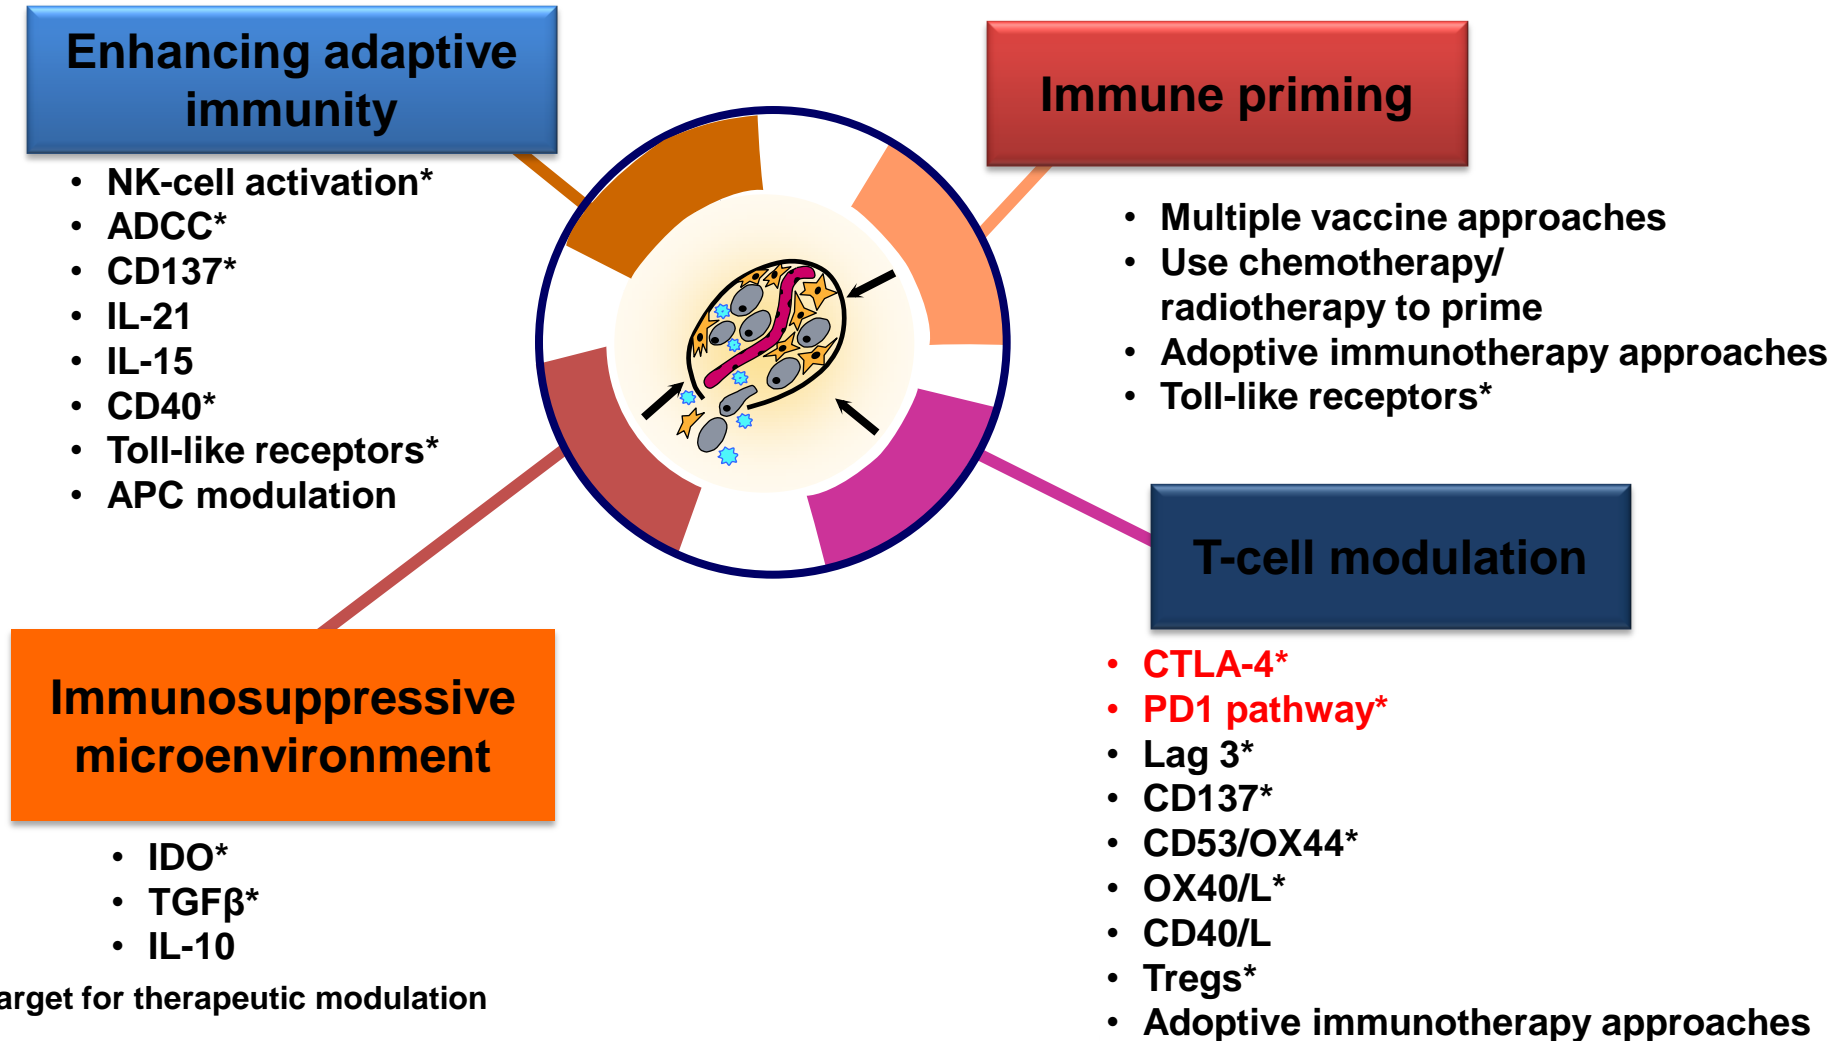 Enhancing adaptive
immunity
• NK-cell activation*
• ADCC*
• CD137*
• IL-21
• IL-15
• CD40*
• Toll-like receptors*
• APC modulation
Immune priming
• Multiple vaccine approaches
• Use chemotherapy/
radiotherapy to prime
• Adoptive immunotherapy approaches
• Toll-like receptors*
Immunosuppressive
microenvironment
• IDO*
• TGFβ*
• IL-10
T-cell modulation
• CTLA-4*
• PD1 pathway*
• Lag 3*
• CD137*
• CD53/OX44*
• OX40/L*
• CD40/L
• Tregs*
• Adoptive immunotherapy approaches
arget for therapeutic modulation